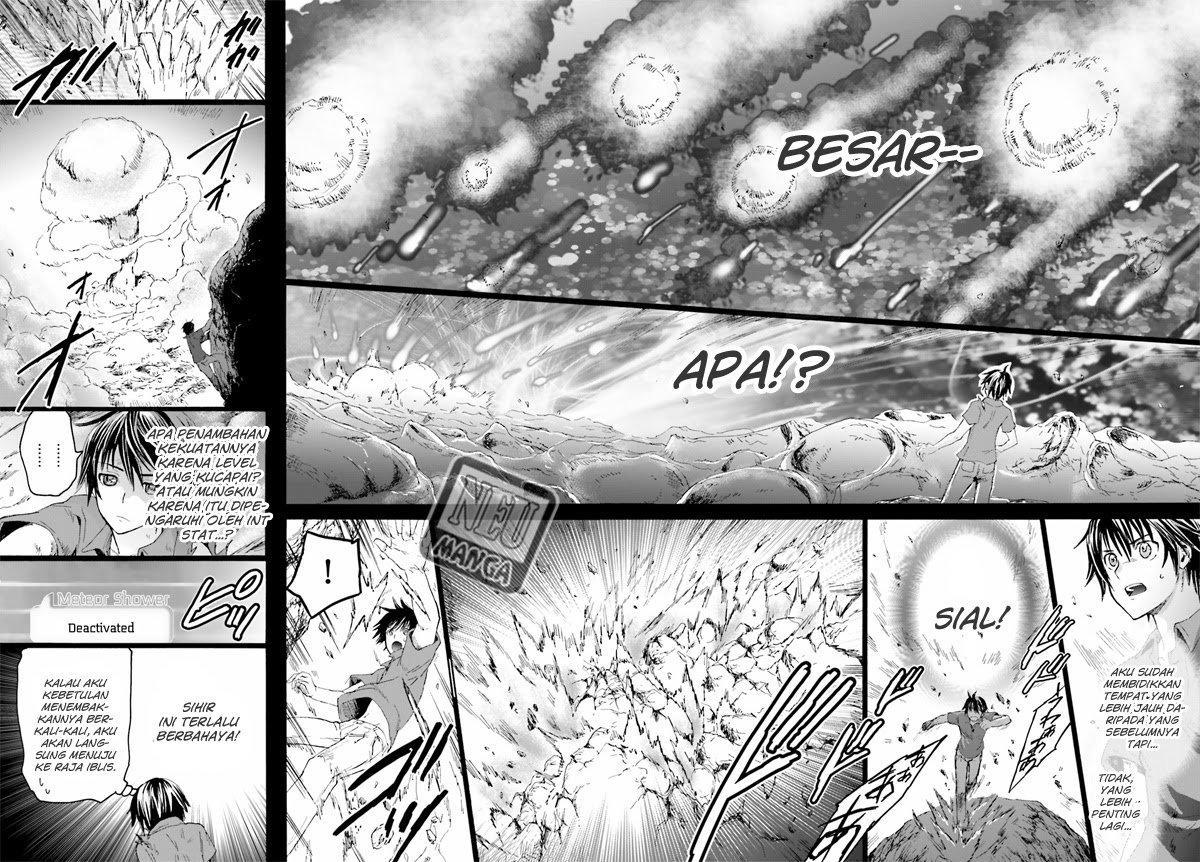 BESAR--
APA!?
AKU SUDAH
MEMBIDIKKAN
TEMPAT YANG
LEBIH JAUH DA-
RIPADA YANG
SEBELUMNYA
TAPI...
TIDAK,
YANG
LEBIH
PENTING
LAGI...
SIAL!
!
NEU
MANGA
......
APA PENAMBAHAN
KEKUATANNYA
KARENA LEVEL
YANG KUCAPAI?
ATAU MUNGKIN
KARENA ITU DIPE-
NGARUHI OLEH INT
STAT...?
Meteor Shower
Deactivated
SIHIR
INI TERLALU
BERBAHAYA!
KALAU AKU
KEBETULAN
MENEMBAK-
KANNYA BER-
KALI-KALI, AKU
AKAN LANG-
SUNG MENUJU
KE RAJA IBLIS.